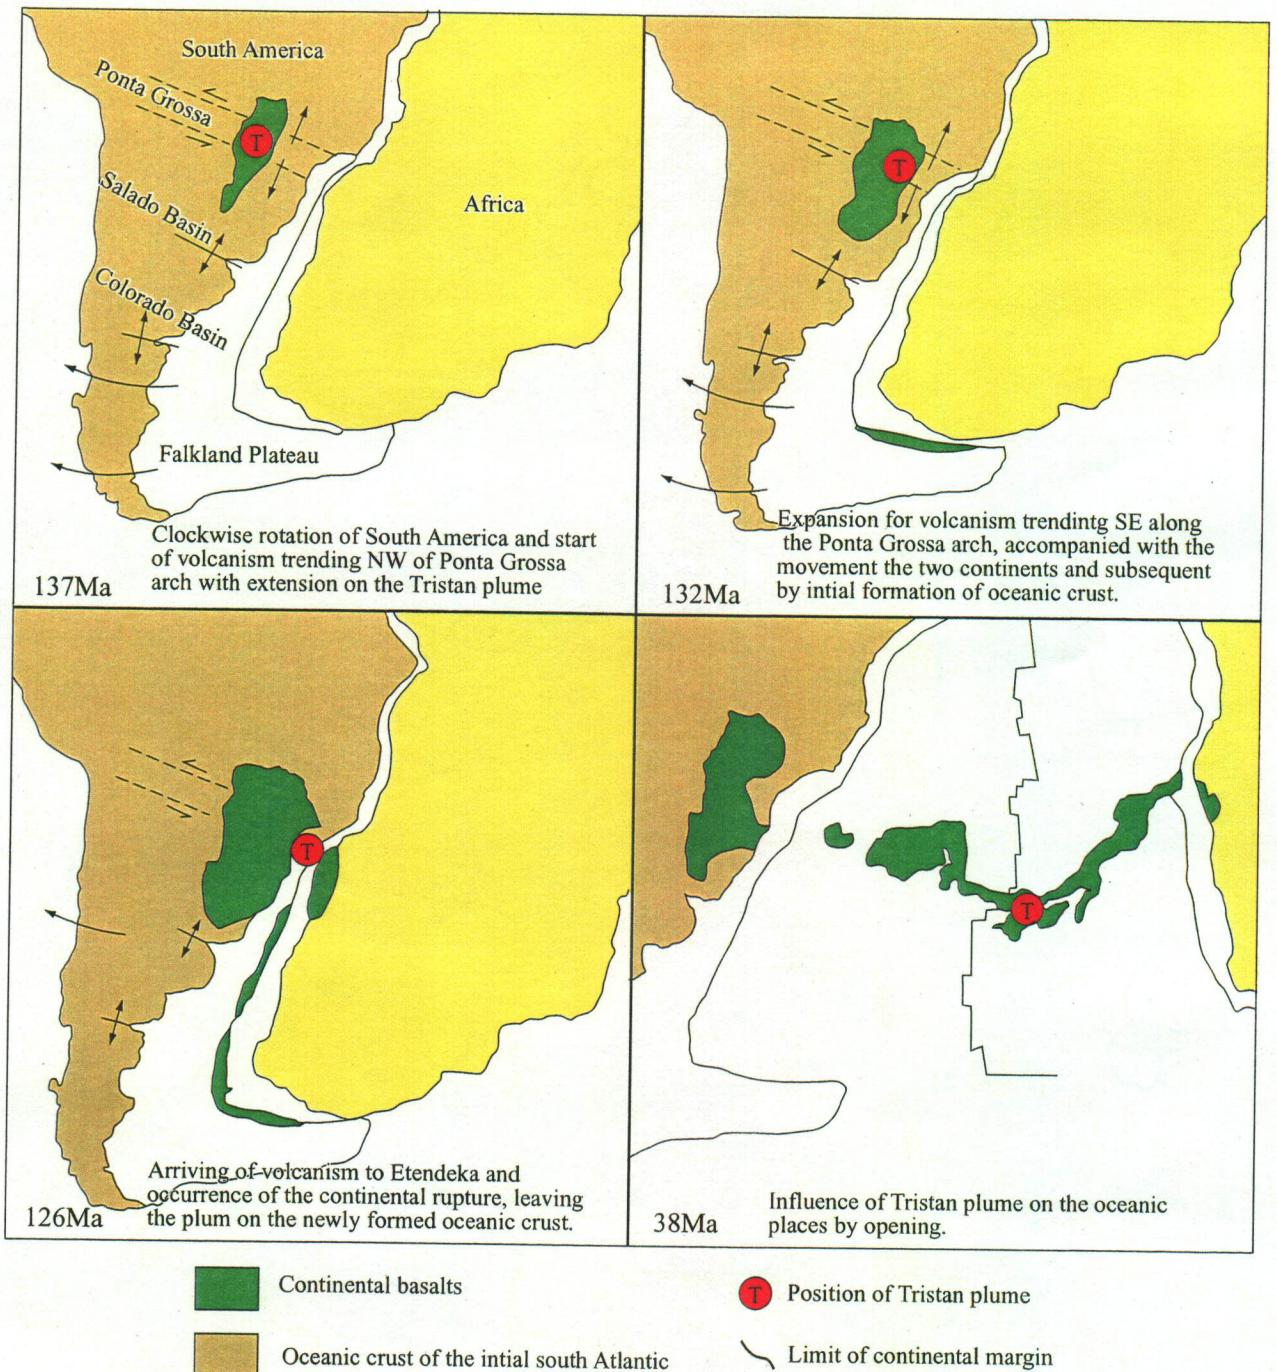 South America
Ponta Grossa
T
Africa
Salado Basin
Colorado Basin
Falkland Plateau
Clockwise rotation of South America and start
of volcanism trending NW of Ponta Grossa
arch with extension on the Tristan plume
137Ma
T
Expansion for volcanism trendintg SE along
the Ponta Grossa arch, accompanied with the
movement the two continents and subsequent
by intial formation of oceanic crust.
132Ma
T
Arriving of volcanism to Etendeka and
occurrence of the continental rupture, leaving
the plum on the newly formed oceanic crust.
126Ma
T
Influence of Tristan plume on the oceanic
places by opening.
38Ma
Continental basalts
T Position of Tristan plume
Oceanic crust of the intial south Atlantic
Limit of continental margin